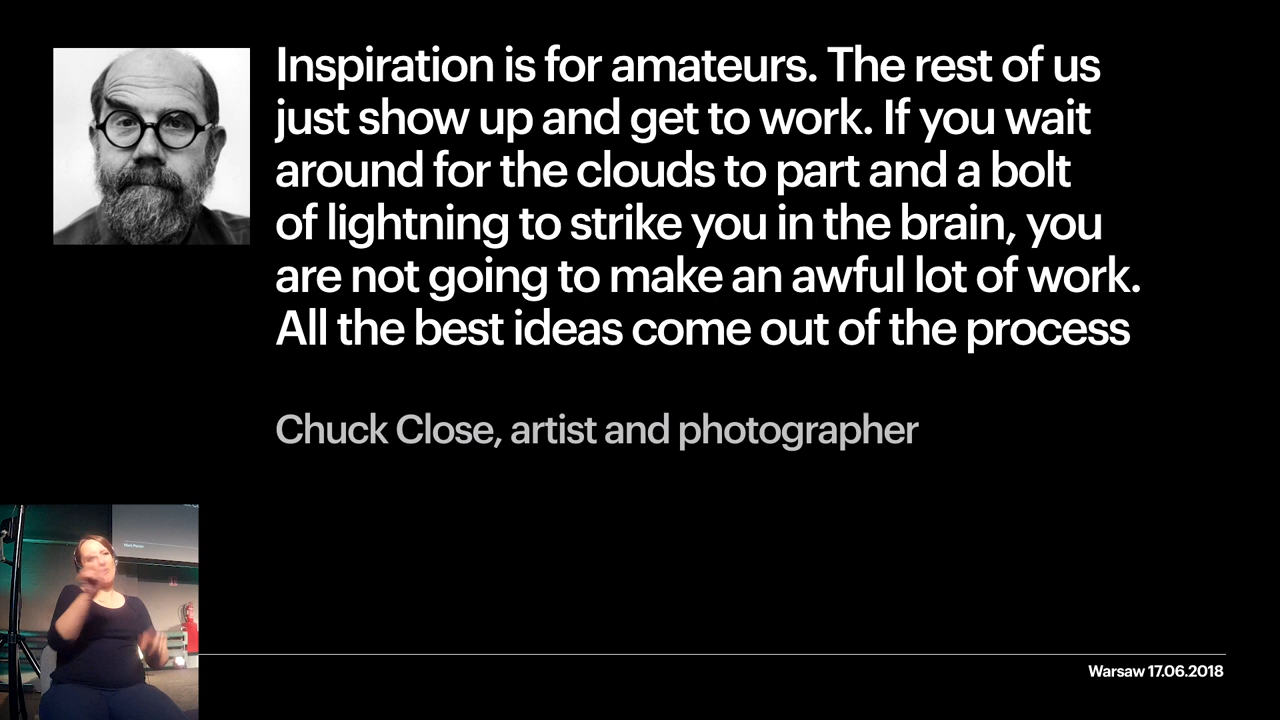 Inspiration is for amateurs. The rest of us
just show up and get to work. If you wait
around for the clouds to part and a bolt
of lightning to strike you in the brain, you
are not going to make an awful lot of work.
All the best ideas come out of the process
Chuck Close, artist and photographer
Warsaw 17.06.2018